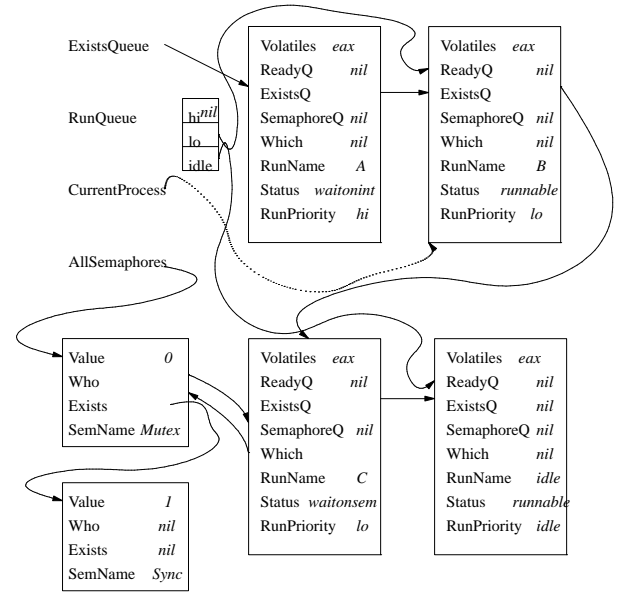 ExistsQueue
RunQueue
hi nil
lo
idle
CurrentProcess
AllSemaphores
Volatiles eax
ReadyQ nil
ExistsQ
SemaphoreQ nil
Which nil
RunName A
Status waitonint
RunPriority hi
Volatiles eax
ReadyQ nil
ExistsQ
SemaphoreQ nil
Which nil
RunName B
Status runnable
RunPriority lo
Value 0
Who
Exists
SemName Mutex
Volatiles eax
ReadyQ nil
ExistsQ
SemaphoreQ nil
Which
RunName C
Status waitonsem
RunPriority lo
Volatiles eax
ReadyQ nil
ExistsQ nil
SemaphoreQ nil
Which nil
RunName idle
Status runnable
RunPriority idle
Value 1
Who nil
Exists nil
SemName Sync